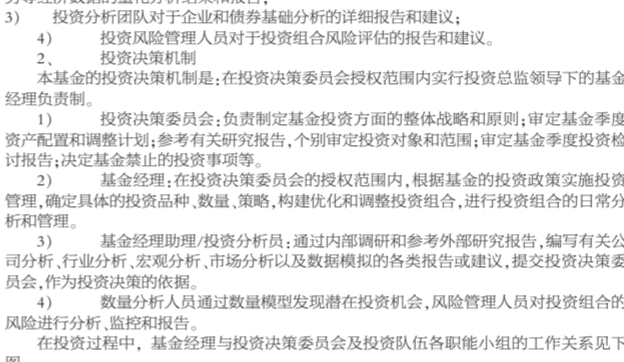 3) 投资分析团队对于企业和债券基础分析的详细报告和建议;
4) 投资风险管理人员对于投资组合风险评估的报告和建议。
2、 投资决策机制
本基金的投资决策机制是:在投资决策委员会授权范围内实行投资总监领导下的基金
经理负责制。
1) 投资决策委员会:负责制定基金投资方面的整体战略和原则;审定基金季度
资产配置和调整计划;参考有关研究报告,个别审定投资对象和范围;审定基金季度投资检
讨报告;决定基金禁止的投资事项等。
2) 基金经理:在投资决策委员会的授权范围内,根据基金的投资政策实施投资
管理,确定具体的投资品种、数量、策略,构建优化和调整投资组合,进行投资组合的日常分
析和管理。
3) 基金经理助理/投资分析员:通过内部调研和参考外部研究报告,编写有关公
司分析、行业分析、宏观分析、市场分析以及数据模拟的各类报告或建议,提交投资决策委
员会,作为投资决策的依据。
4) 数量分析人员通过数量模型发现潜在投资机会,风险管理人员对投资组合的
风险进行分析、监控和报告。
在投资过程中, 基金经理与投资决策委员会及投资队伍各职能小组的工作关系见下